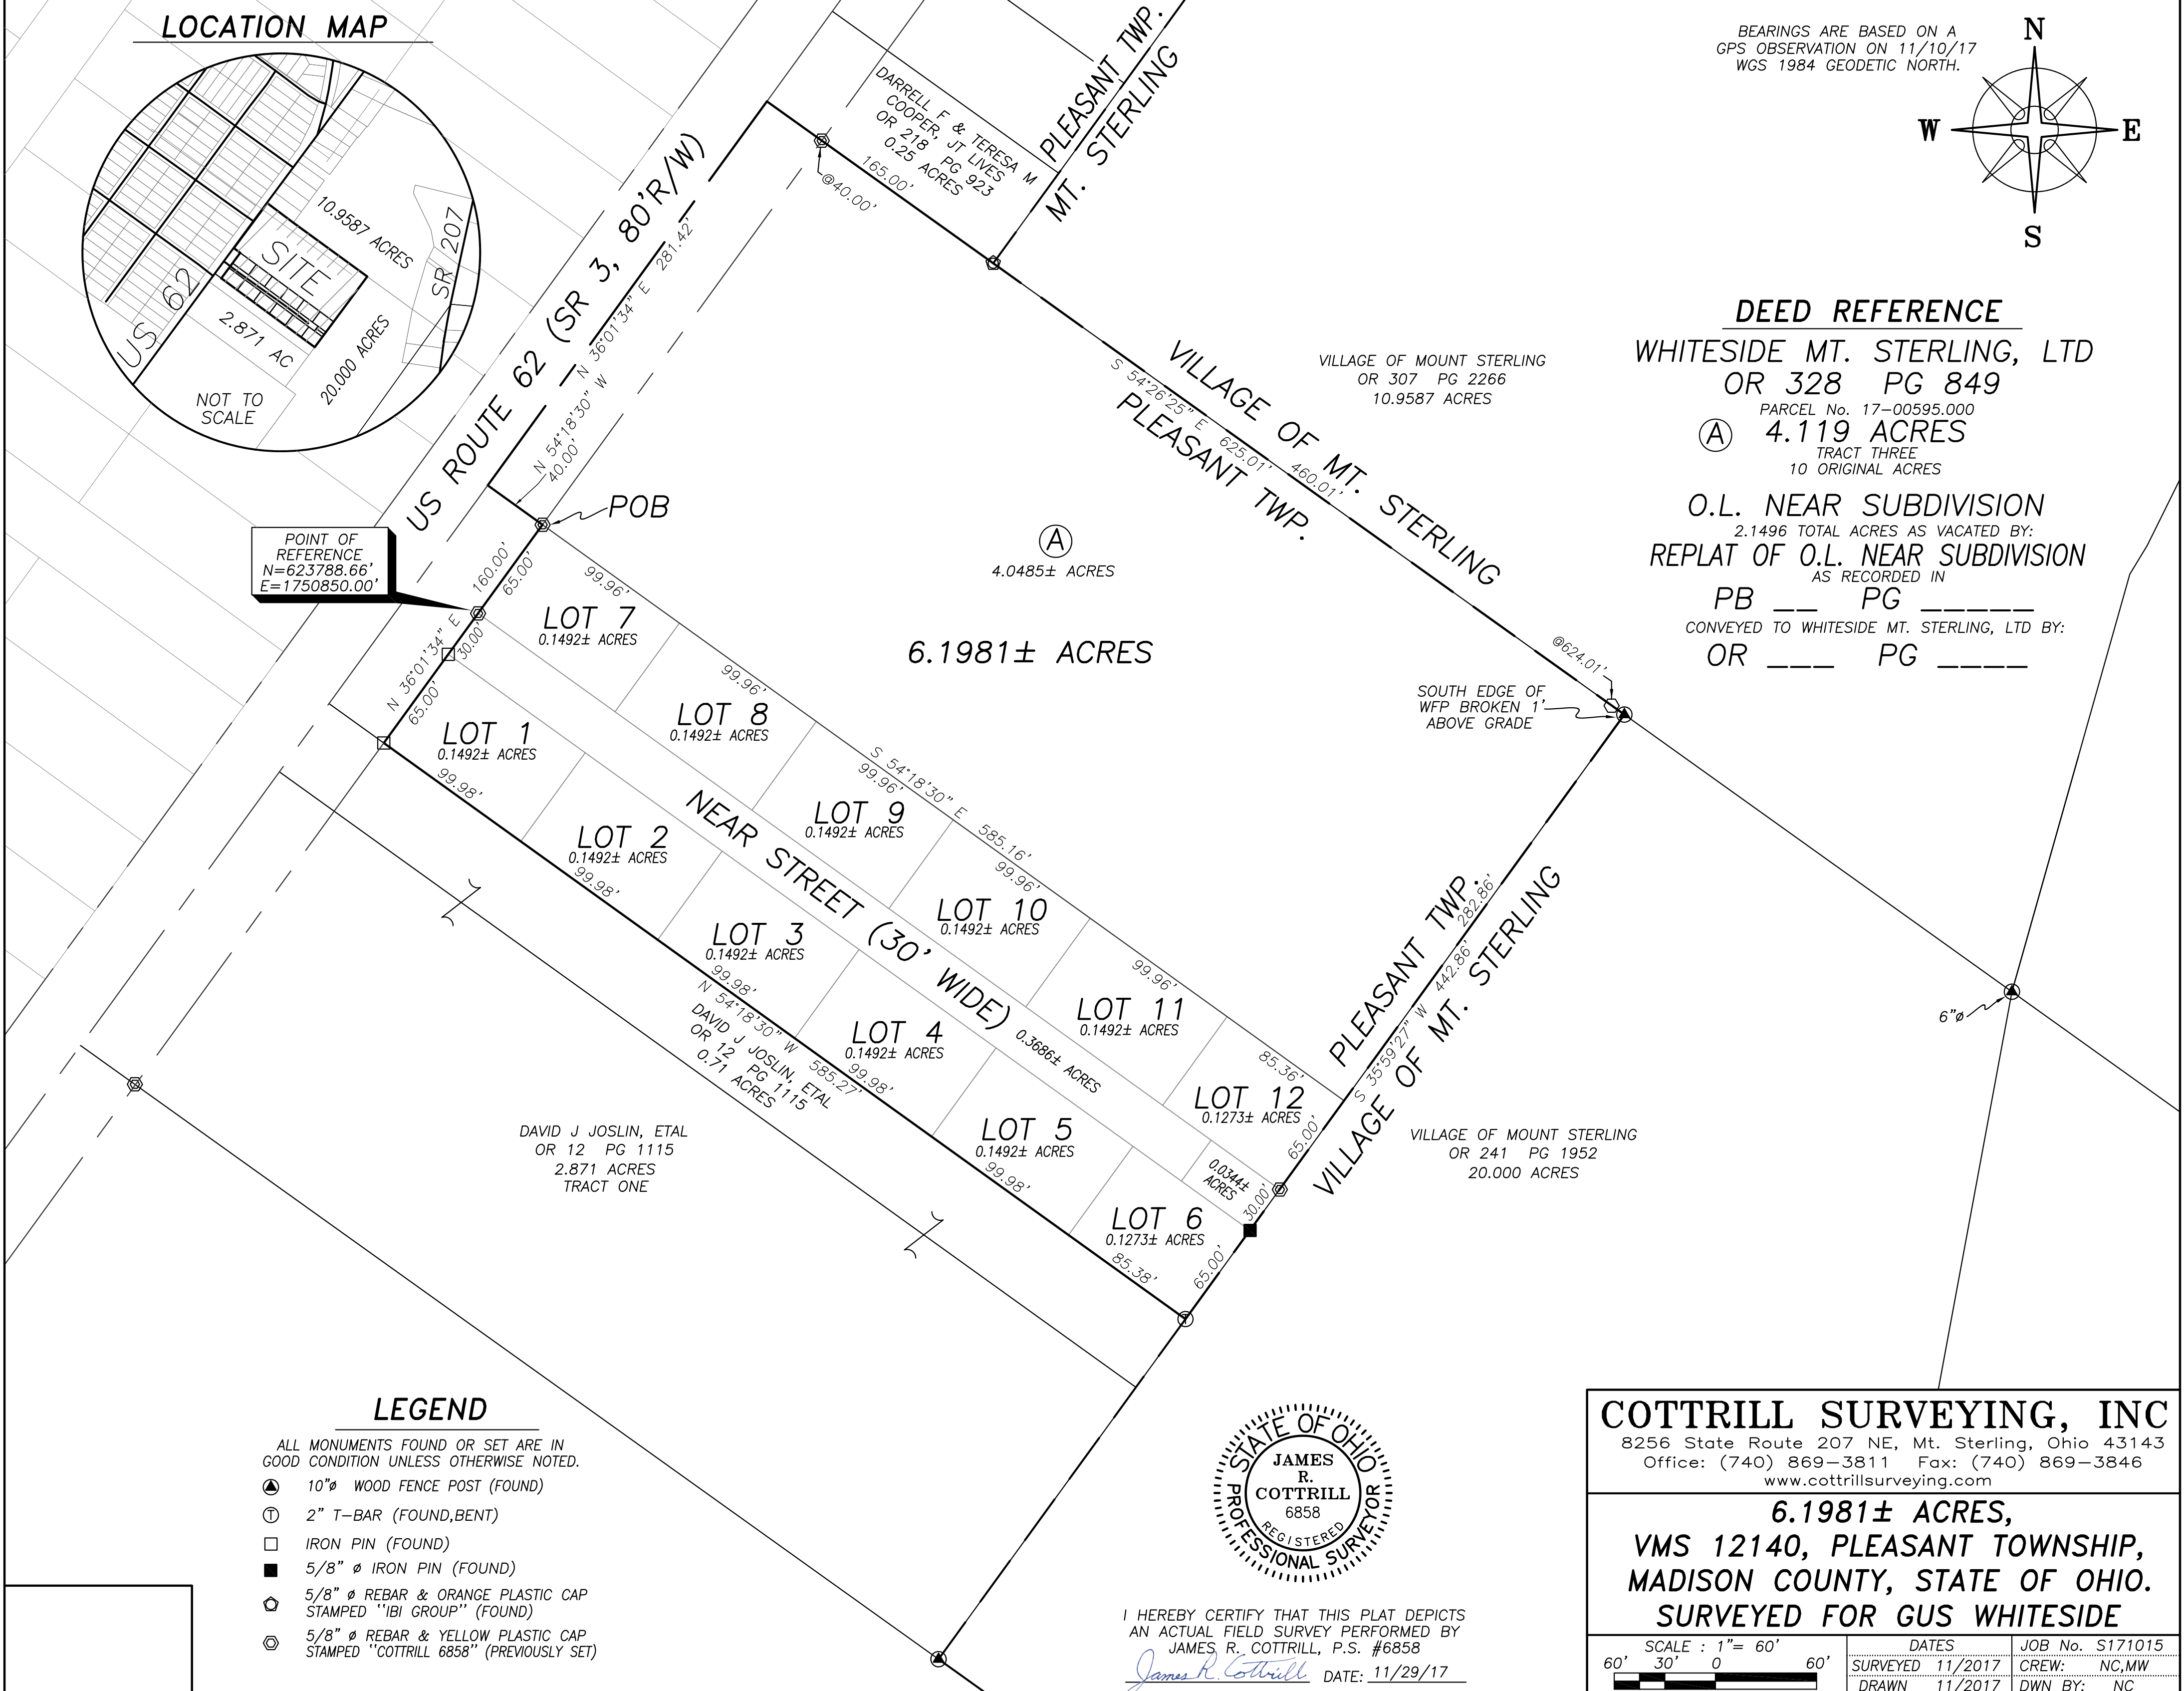 LOCATION MAP
10.9587 ACRES
SITE
SR 207
US 62
2.871 AC
20.000 ACRES
NOT TO
SCALE
US ROUTE 62 (SR 3, 80'R/W)
N 36°01'34" E 281.42'
N 54°18'30" W
40.00'
POB
POINT OF
REFERENCE
N=623788.66'
E=1750850.00'
N 36°01'34" E 160.00'
65.00'
30.00'
65.00'
DARRELL F & TERESA M
COOPER, JT LIVES
OR 218 PG 923
0.25 ACRES
165.00'
@40.00'
PLEASANT TWP.
MT. STERLING
BEARINGS ARE BASED ON A
GPS OBSERVATION ON 11/10/17
WGS 1984 GEODETIC NORTH.
N
W
E
S
VILLAGE OF MT. STERLING
S 54°26'25" E 625.01'
460.01'
PLEASANT TWP.
VILLAGE OF MOUNT STERLING
OR 307 PG 2266
10.9587 ACRES
DEED REFERENCE
WHITESIDE MT. STERLING, LTD
OR 328 PG 849
PARCEL No. 17-00595.000
A 4.119 ACRES
TRACT THREE
10 ORIGINAL ACRES
O.L. NEAR SUBDIVISION
2.1496 TOTAL ACRES AS VACATED BY:
REPLAT OF O.L. NEAR SUBDIVISION
AS RECORDED IN
PB __ PG _____
CONVEYED TO WHITESIDE MT. STERLING, LTD BY:
OR ___ PG ____
A
4.0485± ACRES
6.1981± ACRES
@624.01'
SOUTH EDGE OF
WFP BROKEN 1'
ABOVE GRADE
6"ø
99.96'
LOT 7
0.1492± ACRES
99.96'
LOT 8
0.1492± ACRES
S 54°18'30" E 585.16'
99.96'
LOT 9
0.1492± ACRES
99.96'
LOT 10
0.1492± ACRES
99.96'
LOT 11
0.1492± ACRES
85.36'
LOT 12
0.1273± ACRES
NEAR STREET (30' WIDE) 0.3686± ACRES
0.0344±
ACRES
LOT 1
0.1492± ACRES
99.98'
LOT 2
0.1492± ACRES
99.98'
LOT 3
0.1492± ACRES
99.98'
LOT 4
0.1492± ACRES
99.98'
LOT 5
0.1492± ACRES
99.98'
LOT 6
0.1273± ACRES
85.38'
N 54°18'30" W 585.27'
DAVID J JOSLIN, ETAL
OR 12 PG 1115
0.71 ACRES
PLEASANT TWP.
282.86'
S 35°59'27" W 442.86'
VILLAGE OF MT. STERLING
65.00'
30.00'
65.00'
VILLAGE OF MOUNT STERLING
OR 241 PG 1952
20.000 ACRES
DAVID J JOSLIN, ETAL
OR 12 PG 1115
2.871 ACRES
TRACT ONE
LEGEND
ALL MONUMENTS FOUND OR SET ARE IN
GOOD CONDITION UNLESS OTHERWISE NOTED.
10"ø WOOD FENCE POST (FOUND)
T 2" T-BAR (FOUND,BENT)
IRON PIN (FOUND)
5/8" ø IRON PIN (FOUND)
5/8" ø REBAR & ORANGE PLASTIC CAP
STAMPED "IBI GROUP" (FOUND)
5/8" ø REBAR & YELLOW PLASTIC CAP
STAMPED "COTTRILL 6858" (PREVIOUSLY SET)
STATE OF OHIO
JAMES
R.
COTTRILL
6858
REGISTERED
PROFESSIONAL SURVEYOR
I HEREBY CERTIFY THAT THIS PLAT DEPICTS
AN ACTUAL FIELD SURVEY PERFORMED BY
JAMES R. COTTRILL, P.S. #6858
James R. Cottrill DATE: 11/29/17
COTTRILL SURVEYING, INC
8256 State Route 207 NE, Mt. Sterling, Ohio 43143
Office: (740) 869-3811 Fax: (740) 869-3846
www.cottrillsurveying.com
6.1981± ACRES,
VMS 12140, PLEASANT TOWNSHIP,
MADISON COUNTY, STATE OF OHIO.
SURVEYED FOR GUS WHITESIDE
SCALE : 1"= 60'
60' 30' 0 60'
DATES
SURVEYED 11/2017
DRAWN 11/2017
JOB No. S171015
CREW: NC,MW
DWN BY: NC